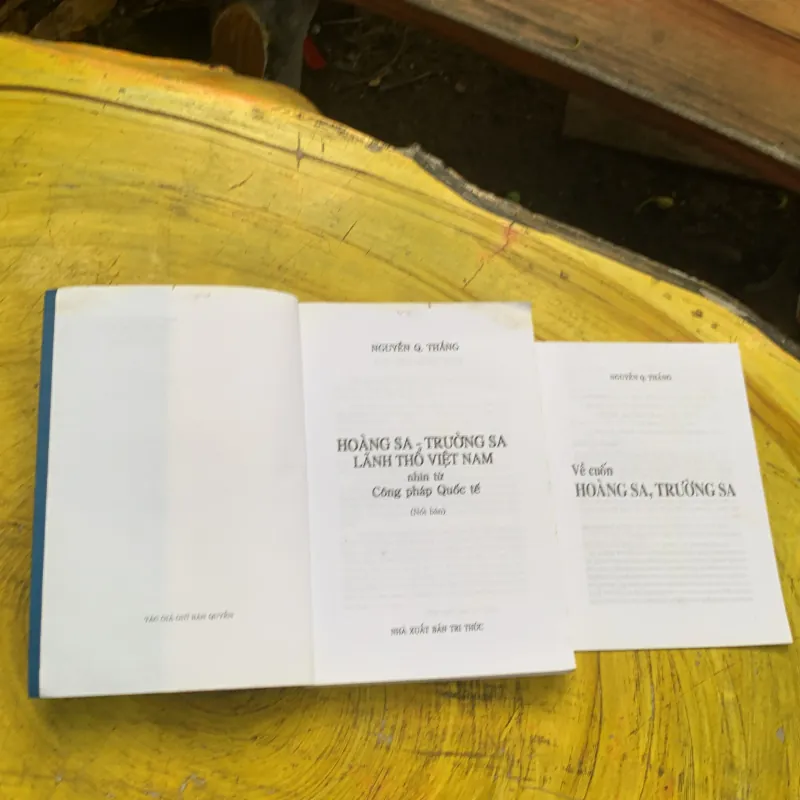 TÁC GIẢ GIỮ BẢN QUYỀN
NGUYỄN Q. THẮNG
HOÀNG SA - TRƯỜNG SA
LÃNH THỔ VIỆT NAM
nhìn từ
Công pháp Quốc tế
(Nối bản)
NHÀ XUẤT BẢN TRI THỨC
NGUYỄN Q. THẮNG
Về cuốn
HOÀNG SA, TRƯỜNG SA